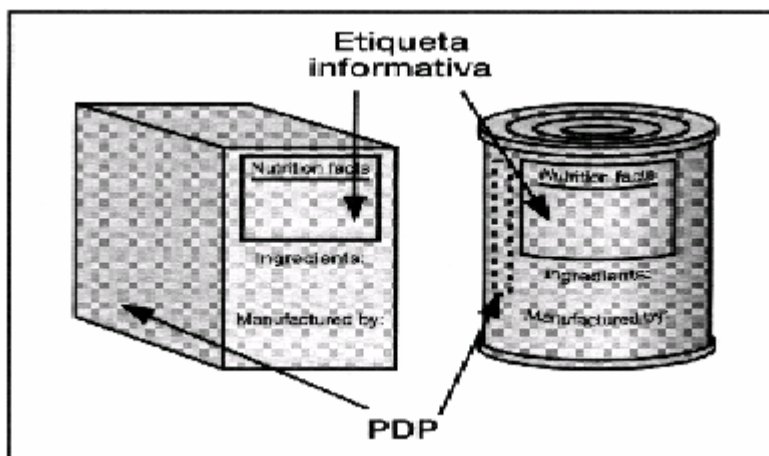 Etiqueta
informativa
Nutrition facts
Ingredients:
Manufactured by:
Nutrition facts
Ingredients:
Manufactured by:
PDP